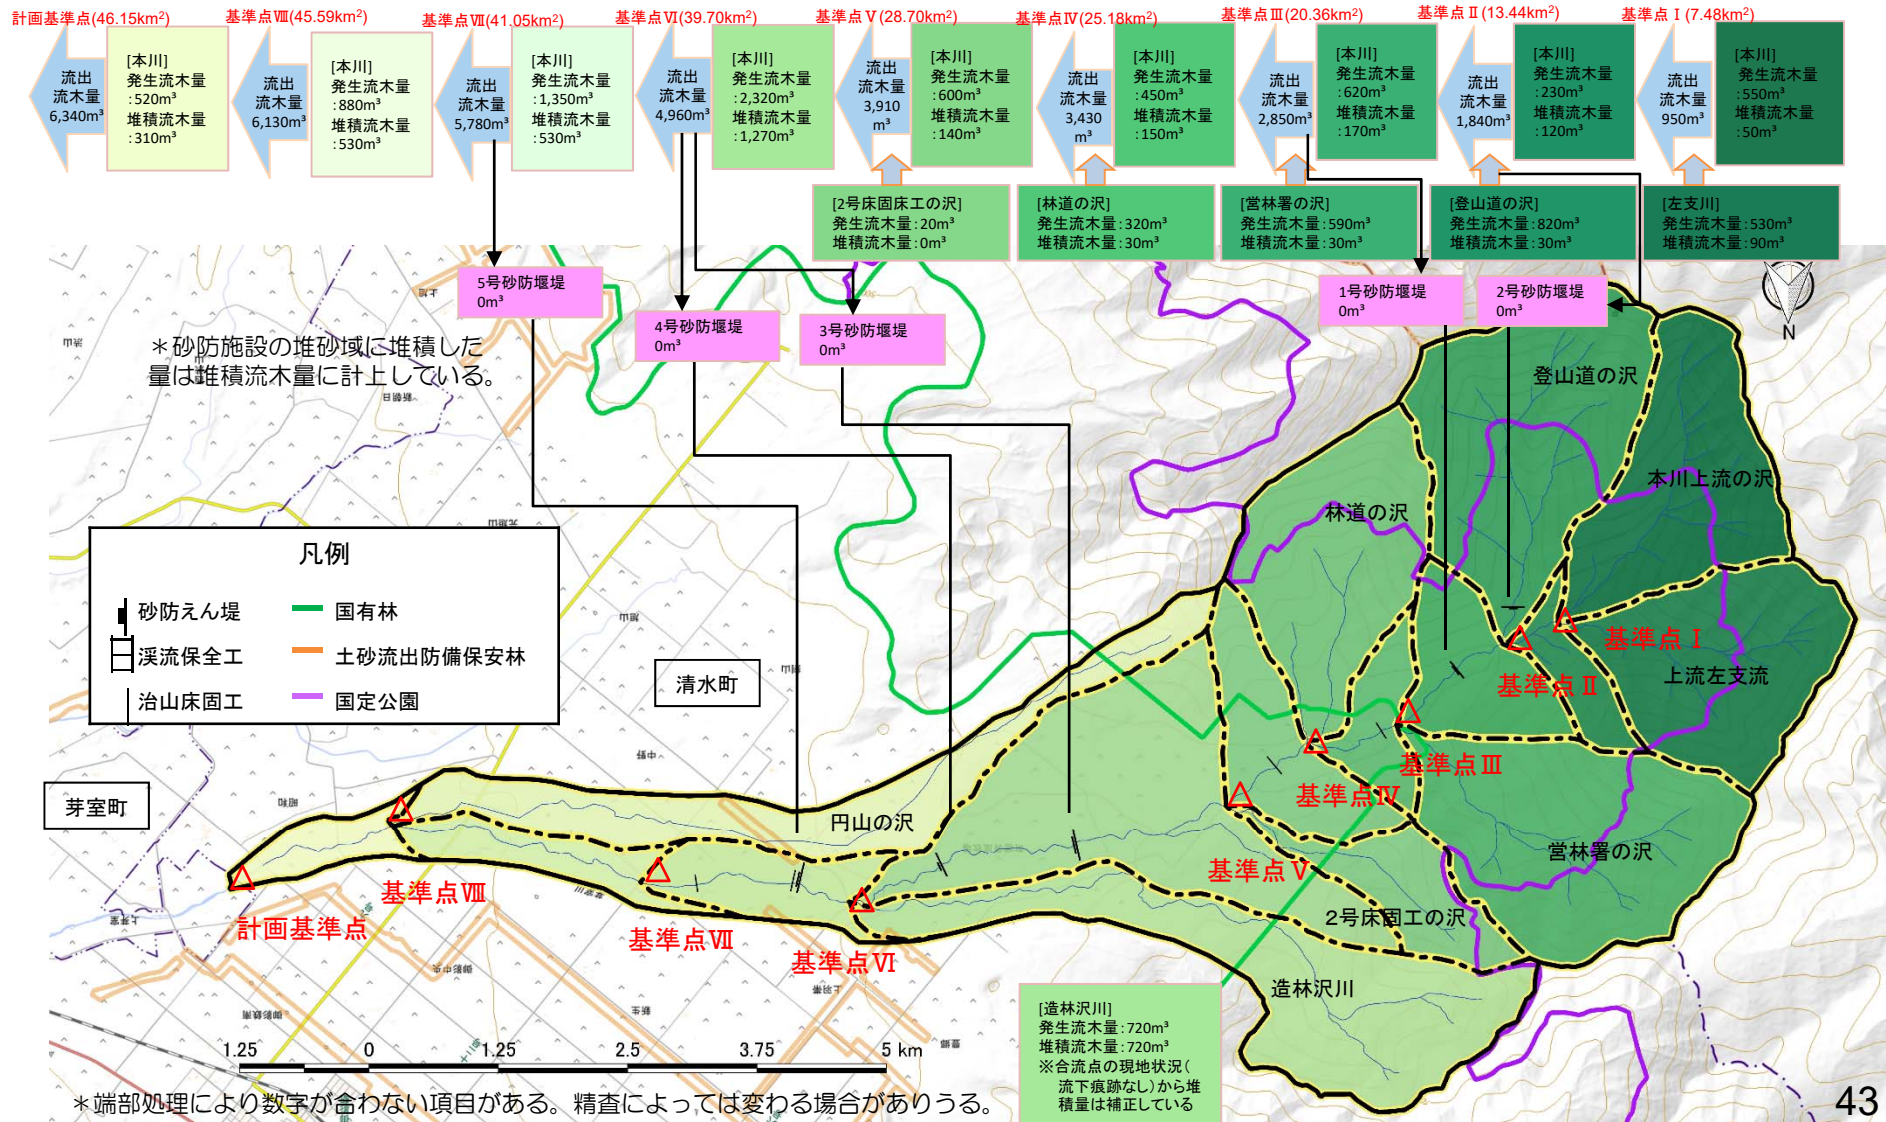 計画基準点(46.15km²)
基準点Ⅷ(45.59km²)
基準点Ⅶ(41.05km²)
基準点Ⅵ(39.70km²)
基準点Ⅴ(28.70km²)
基準点Ⅳ(25.18km²)
基準点Ⅲ(20.36km²)
基準点Ⅱ(13.44km²)
基準点Ⅰ(7.48km²)
流出
流木量
6,340m³
[本川]
発生流木量
:520m³
堆積流木量
:310m³
流出
流木量
6,130m³
[本川]
発生流木量
:880m³
堆積流木量
:530m³
流出
流木量
5,780m³
[本川]
発生流木量
:1,350m³
堆積流木量
:530m³
流出
流木量
4,960m³
[本川]
発生流木量
:2,320m³
堆積流木量
:1,270m³
流出
流木量
3,910
m³
[本川]
発生流木量
:600m³
堆積流木量
:140m³
流出
流木量
3,430
m³
[本川]
発生流木量
:450m³
堆積流木量
:150m³
流出
流木量
2,850m³
[本川]
発生流木量
:620m³
堆積流木量
:170m³
流出
流木量
1,840m³
[本川]
発生流木量
:230m³
堆積流木量
:120m³
流出
流木量
950m³
[本川]
発生流木量
:550m³
堆積流木量
:50m³
[2号床固床工の沢]
発生流木量:20m³
堆積流木量:0m³
[林道の沢]
発生流木量:320m³
堆積流木量:30m³
[営林署の沢]
発生流木量:590m³
堆積流木量:30m³
[登山道の沢]
発生流木量:820m³
堆積流木量:30m³
[左支川]
発生流木量:530m³
堆積流木量:90m³
5号砂防堰堤
0m³
4号砂防堰堤
0m³
3号砂防堰堤
0m³
1号砂防堰堤
0m³
2号砂防堰堤
0m³
N
＊砂防施設の堆砂域に堆積した
量は堆積流木量に計上している。
登山道の沢
本川上流の沢
林道の沢
凡例
砂防えん堤
国有林
渓流保全工
土砂流出防備保安林
治山床固工
国定公園
清水町
芽室町
基準点Ⅰ
基準点Ⅱ
上流左支流
基準点Ⅲ
基準点Ⅳ
円山の沢
営林署の沢
基準点Ⅴ
基準点Ⅷ
計画基準点
基準点Ⅶ
基準点Ⅵ
2号床固工の沢
造林沢川
[造林沢川]
発生流木量:720m³
堆積流木量:720m³
※合流点の現地状況(
流下痕跡なし)から堆
積量は補正している
1.25 0 1.25 2.5 3.75 5 km
＊端部処理により数字が合わない項目がある。精査によっては変わる場合がありうる。
43